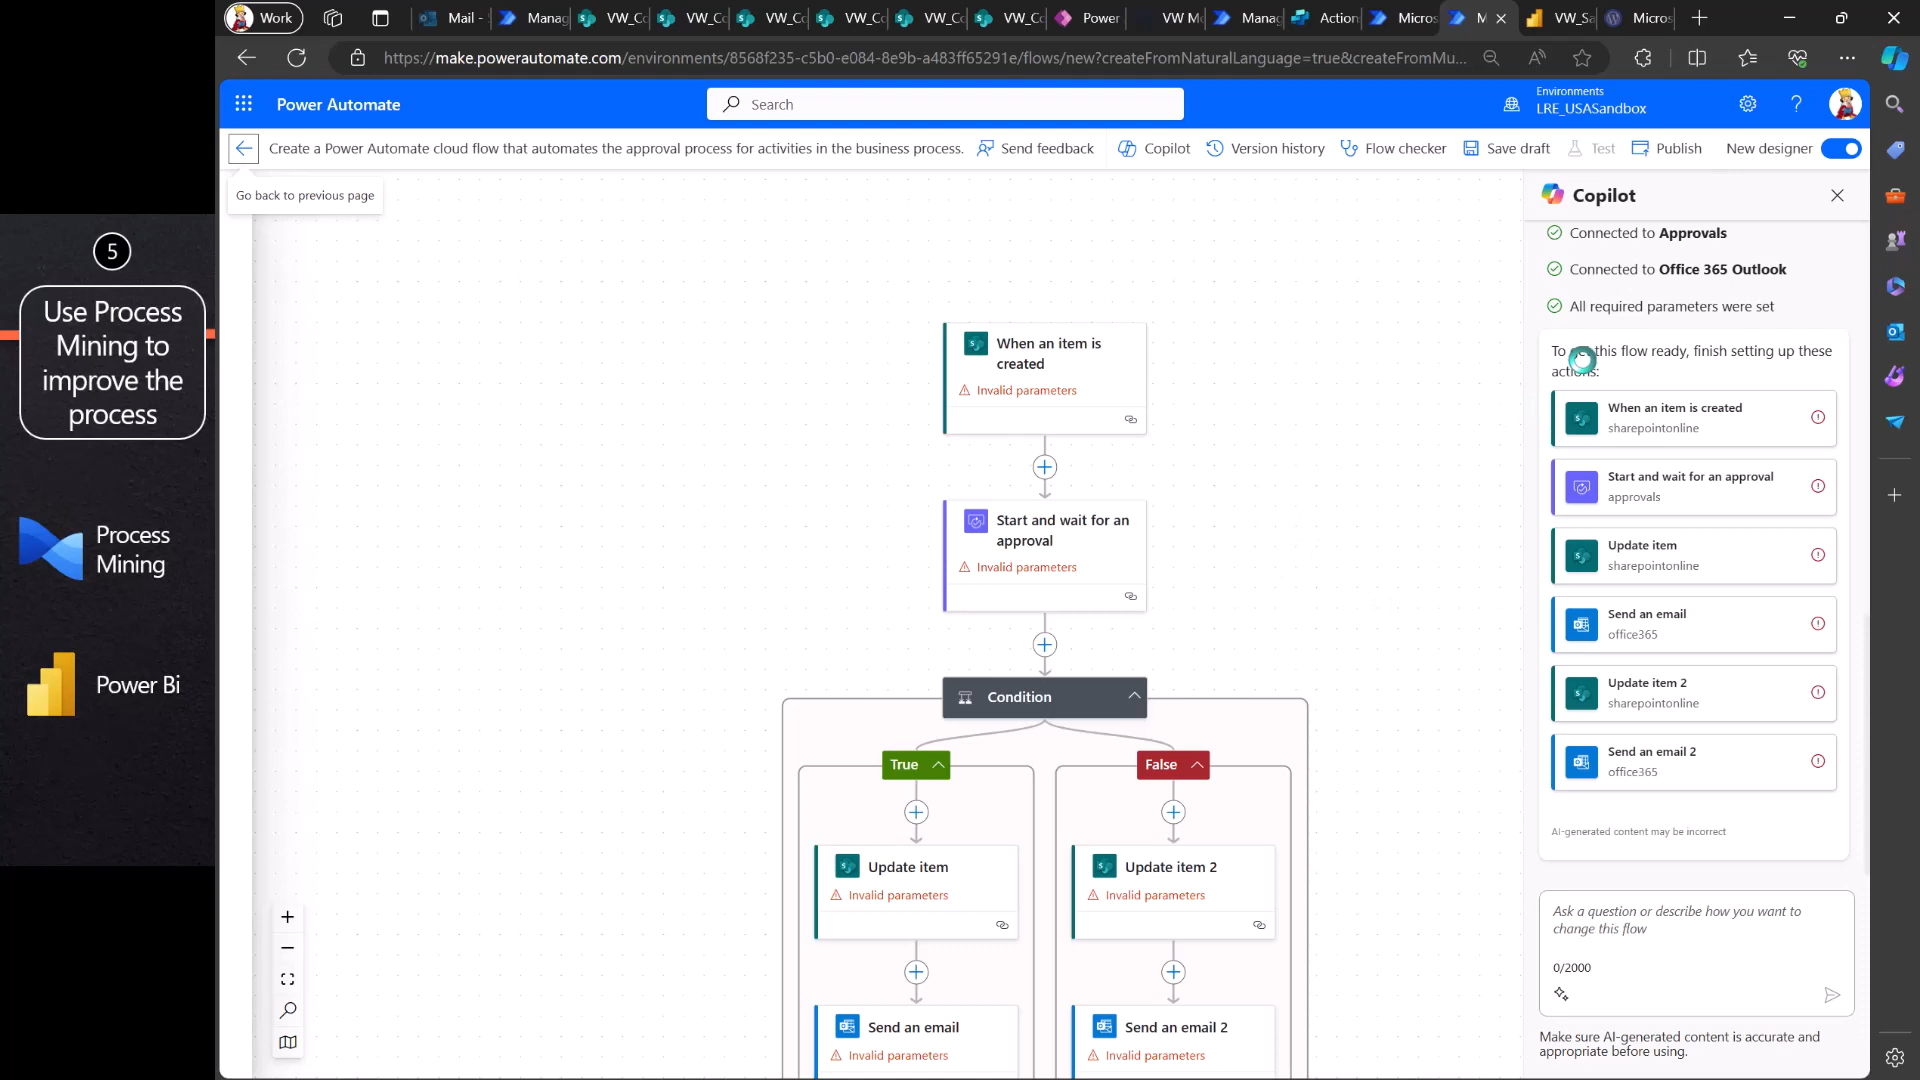 Work
Mail -
Manag
VW_Co
VW_Co
VW_Co
VW_Co
VW_Co
VW_Co
Power
VW Mo
Manag
Action
Micros
M
VW_Sa
Micros
https://make.powerautomate.com/environments/8568f235-c5b0-e084-8e9b-a483ff65291e/flows/new?createFromNaturalLanguage=true&createFromMu...
Power Automate
Search
Environments
LRE_USASandbox
Create a Power Automate cloud flow that automates the approval process for activities in the business process.
Send feedback
Copilot
Version history
Flow checker
Save draft
Test
Publish
New designer
Go back to previous page
5
Use Process
Mining to
improve the
process
Process
Mining
Power Bi
When an item is
created
Invalid parameters
Start and wait for an
approval
Invalid parameters
Condition
True
False
Update item
Invalid parameters
Update item 2
Invalid parameters
Send an email
Invalid parameters
Send an email 2
Invalid parameters
Copilot
Connected to Approvals
Connected to Office 365 Outlook
All required parameters were set
To get this flow ready, finish setting up these
actions:
When an item is created
sharepointonline
Start and wait for an approval
approvals
Update item
sharepointonline
Send an email
office365
Update item 2
sharepointonline
Send an email 2
office365
AI-generated content may be incorrect
Ask a question or describe how you want to
change this flow
0/2000
Make sure AI-generated content is accurate and
appropriate before using.